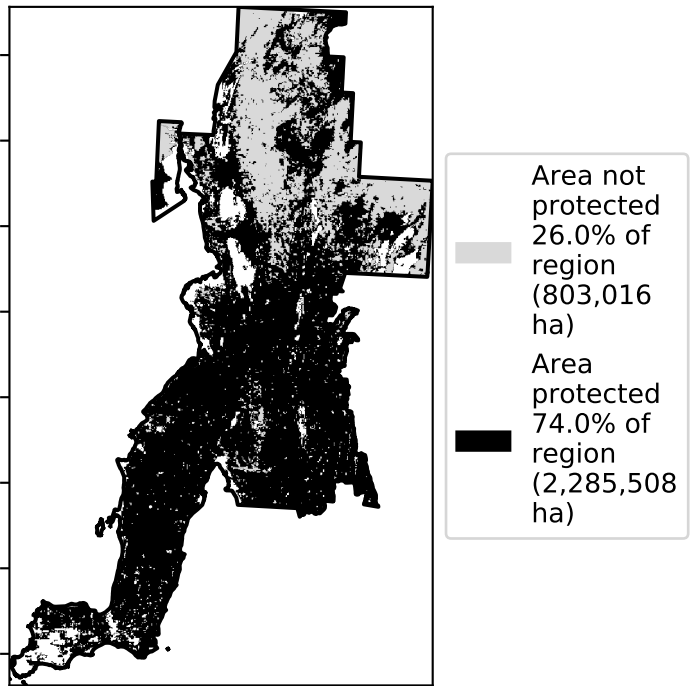 Area not
protected
26.0% of
region
(803,016
ha)
Area
protected
74.0% of
region
(2,285,508
ha)